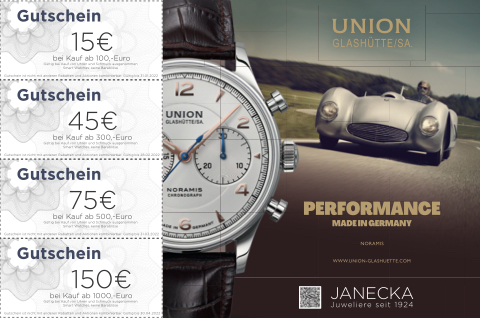 Gutschein
15€
bei Kauf ab 100,-Euro
Gutschein
45€
bei Kauf ab 300,-Euro
Gutschein
75€
bei Kauf ab 500,-Euro
Gutschein
150€
bei Kauf ab 1000,-Euro
UNION
GLASHÜTTE/SA
20
10
NORAMIS
CHRONOGRAPH
UNION
GLASHÜTTE/SA
PERFORMANCE
MADE IN GERMANY
NORAMIS
WWW.UNION-GLASHUETTE.COM
JANECKA
Juweliere seit 1924